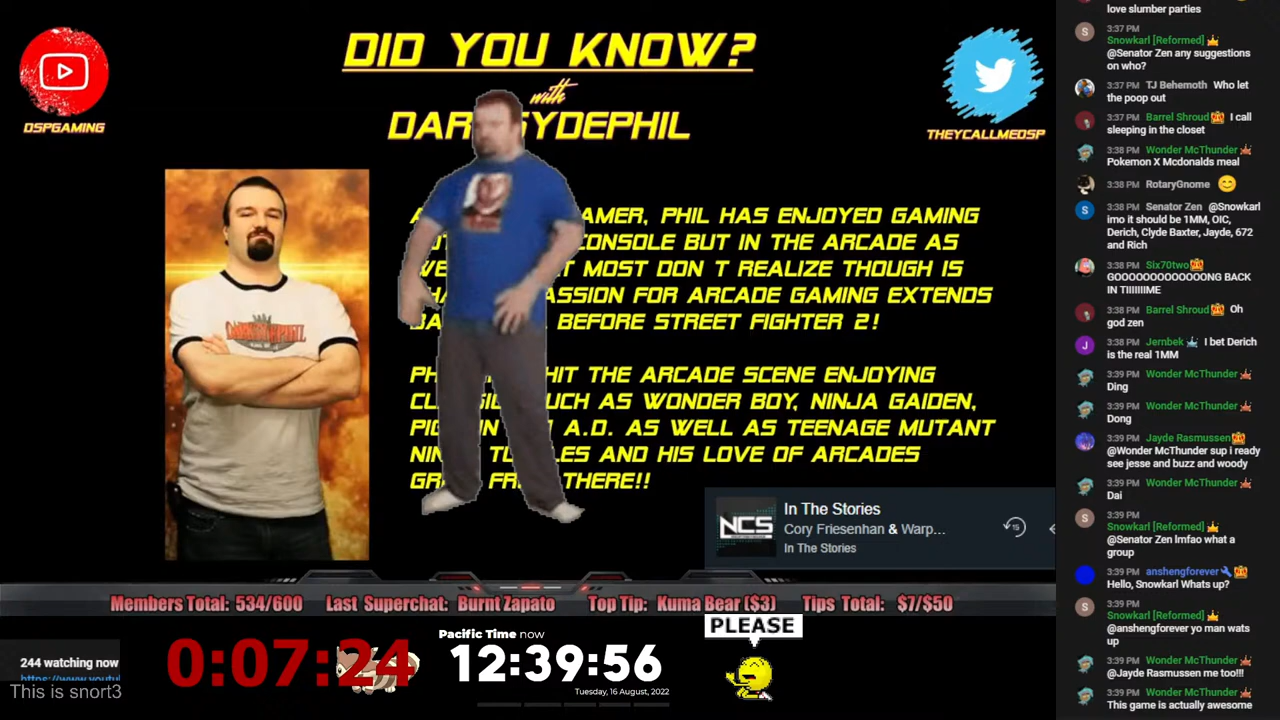 DID YOU KNOW?
with
DSPGAMING
THEYCALLMEDSP
AMER, PHIL HAS ENJOYED GAMING
CONSOLE BUT IN THE ARCADE AS
T MOST DON T REALIZE THOUGH IS
ASSION FOR ARCADE GAMING EXTENDS
BEFORE STREET FIGHTER 2!
HIT THE ARCADE SCENE ENJOYING
UCH AS WONDER BOY, NINJA GAIDEN,
A.D. AS WELL AS TEENAGE MUTANT
LES AND HIS LOVE OF ARCADES
THERE!!
NCS
In The Stories
Cory Friesenhan & Warp...
In The Stories
15
Members Total: 534/600 Last Superchat: Burnt Zapato Top Tip: Kuma Bear ($3) Tips Total: $7/$50
PLEASE
244 watching now
This is snort3
0:07:24
Pacific Time now
12:39:56
Tuesday, 16 August, 2022
love slumber parties
3:37 PM
Snowkarl [Reformed]
@Senator Zen any suggestions
on who?
3:37 PM TJ Behemoth Who let
the poop out
3:37 PM Barrel Shroud I call
sleeping in the closet
3:38 PM Wonder McThunder
Pokemon X Mcdonalds meal
3:38 PM RotaryGnome
3:38 PM Senator Zen @Snowkarl
imo it should be 1MM, OIC,
Derich, Clyde Baxter, Jayde, 672
and Rich
3:38 PM Six70two
GOOOOOOOOOOOONG BACK
IN TIIIIIIME
3:38 PM Barrel Shroud Oh
god zen
3:38 PM Jembek I bet Derich
is the real 1MM
3:39 PM Wonder McThunder
Ding
3:39 PM Wonder McThunder
Dong
3:39 PM Jayde Rasmussen
@Wonder McThunder sup i ready
see jesse and buzz and woody
3:39 PM Wonder McThunder
Dai
3:39 PM
Snowkarl [Reformed]
@Senator Zen lmfao what a
group
3:39 PM anshengforever
Hello, Snowkarl Whats up?
3:39 PM
Snowkarl [Reformed]
@anshengforever yo man wats
up
3:39 PM Wonder McThunder
@Jayde Rasmussen me too!!!
3:39 PM Wonder McThunder
This game is actually awesome